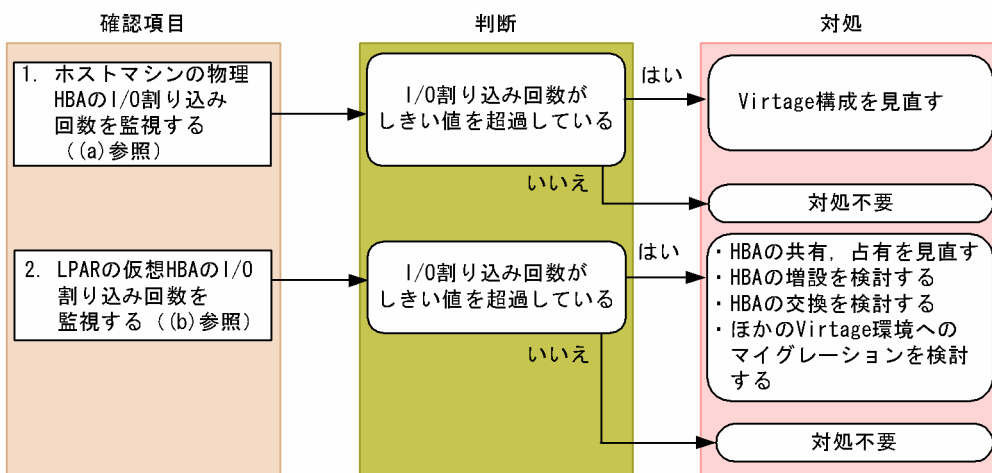 確認項目
判断
対処
1. ホストマシンの物理
HBAのI/O割り込み
回数を監視する
((a)参照)
I/O割り込み回数が
しきい値を超過している
はい
Virtage構成を見直す
いいえ
対処不要
2. LPARの仮想HBAのI/O
割り込み回数を
監視する((b)参照)
I/O割り込み回数が
しきい値を超過している
はい
・HBAの共有，占有を見直す
・HBAの増設を検討する
・HBAの交換を検討する
・ほかのVirtage環境への
マイグレーションを検討
する
いいえ
対処不要